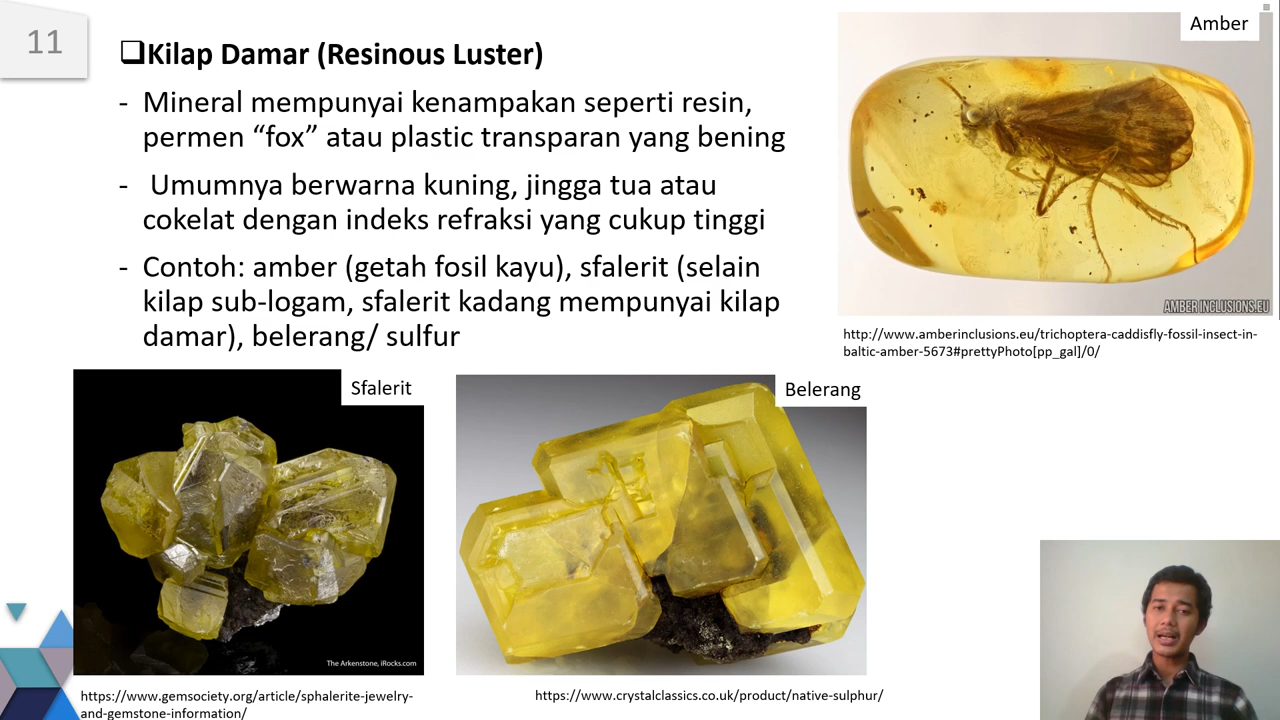 11
❑Kilap Damar (Resinous Luster)
- Mineral mempunyai kenampakan seperti resin,
permen “fox” atau plastic transparan yang bening
- Umumnya berwarna kuning, jingga tua atau
cokelat dengan indeks refraksi yang cukup tinggi
- Contoh: amber (getah fosil kayu), sfalerit (selain
kilap sub-logam, sfalerit kadang mempunyai kilap
damar), belerang/ sulfur
Amber
AMBER INCLUSIONS.EU
http://www.amberinclusions.eu/trichoptera-caddisfly-fossil-insect-in-
baltic-amber-5673#prettyPhoto[pp_gal]/0/
Sfalerit
The Arkenstone, iRocks.com
https://www.gemsociety.org/article/sphalerite-jewelry-
and-gemstone-information/
Belerang
https://www.crystalclassics.co.uk/product/native-sulphur/